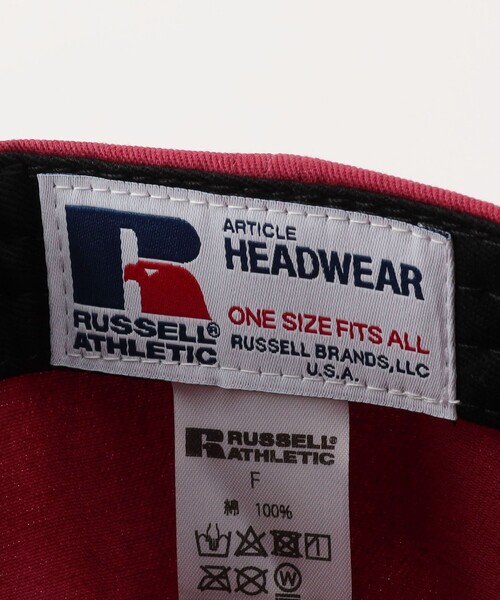 ARTICLE
HEADWEAR
RUSSELL®
ATHLETIC
ONE SIZE FITS ALL
RUSSELL BRANDS, LLC
U.S.A.
RUSSELL®
ATHLETIC
F
綿 100%
W